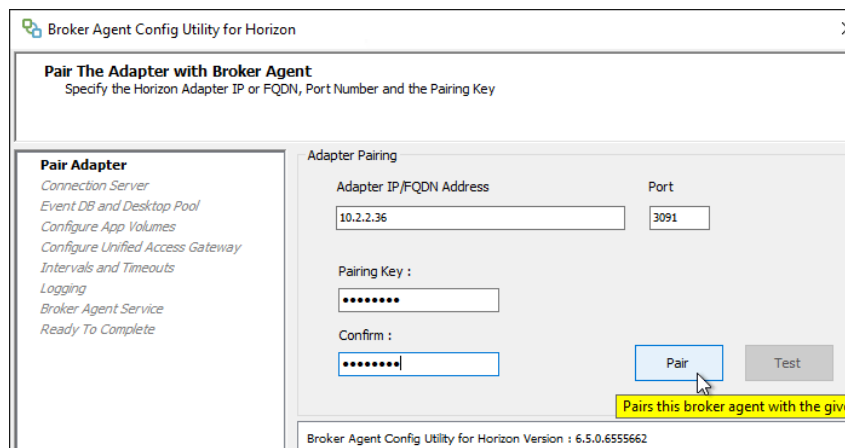 Broker Agent Config Utility for Horizon
Pair The Adapter with Broker Agent
Specify the Horizon Adapter IP or FQDN, Port Number and the Pairing Key
Pair Adapter
Connection Server
Event DB and Desktop Pool
Configure App Volumes
Configure Unified Access Gateway
Intervals and Timeouts
Logging
Broker Agent Service
Ready To Complete
Adapter Pairing
Adapter IP/FQDN Address
Port
10.2.2.36
3091
Pairing Key :
••••••••
Confirm :
••••••••
Pair
Test
Pairs this broker agent with the give
Broker Agent Config Utility for Horizon Version : 6.5.0.6555662